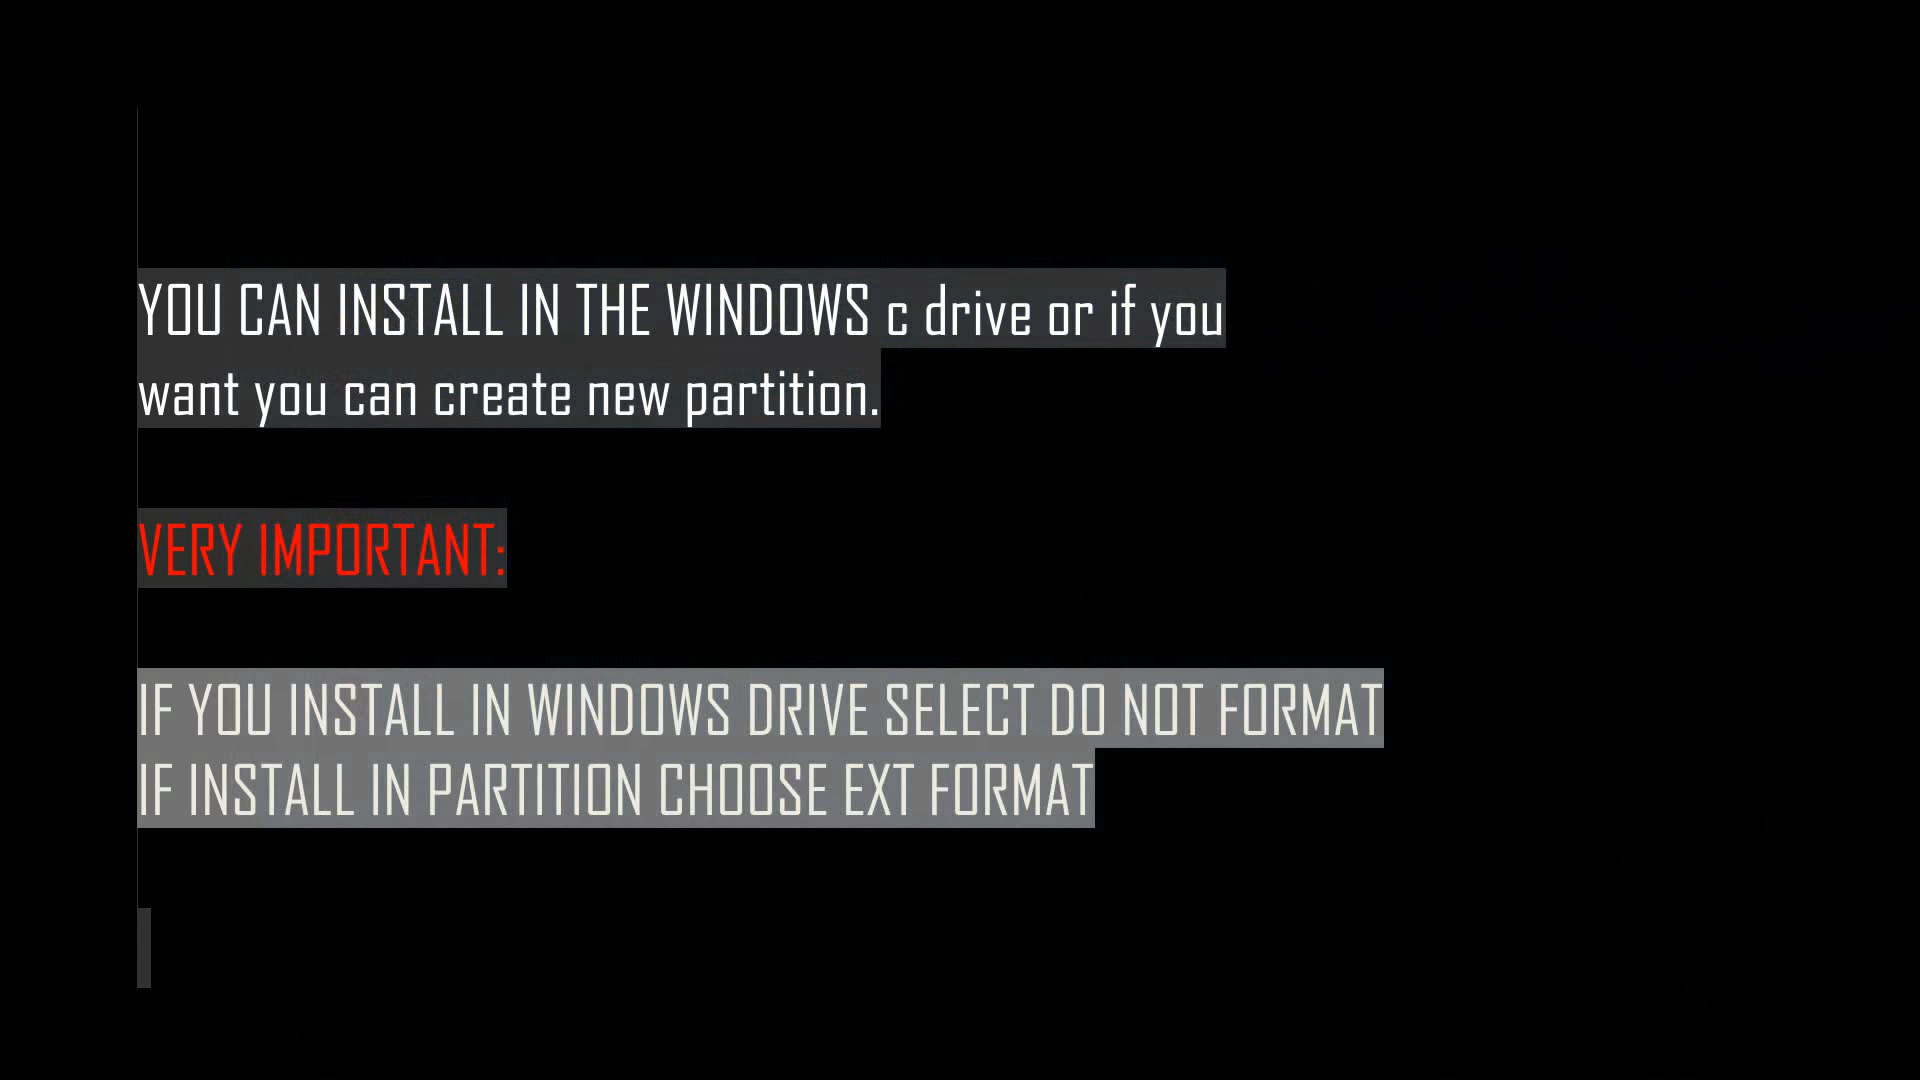 YOU CAN INSTALL IN THE WINDOWS c drive or if you
want you can create new partition.
VERY IMPORTANT:
IF YOU INSTALL IN WINDOWS DRIVE SELECT DO NOT FORMAT
IF INSTALL IN PARTITION CHOOSE EXT FORMAT